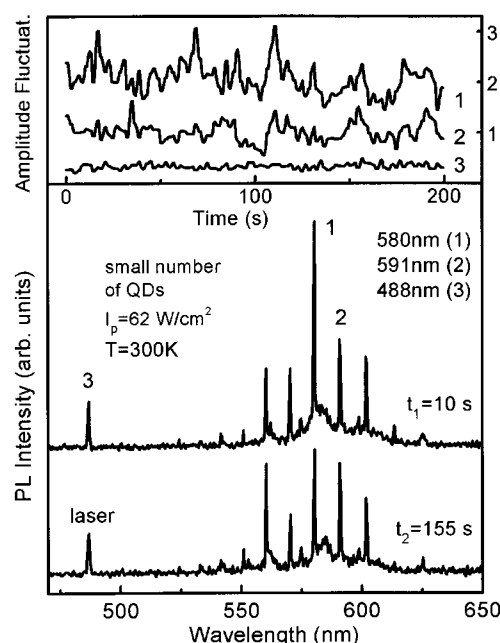 Amplitude Fluctuat.
3
2
1
1
2
3
0
100
200
Time (s)
1
580nm (1)
591nm (2)
488nm (3)
small number
of QDs
Iₚ=62 W/cm²
T=300K
2
3
t₁=10 s
PL Intensity (arb. units)
laser
t₂=155 s
500
550
600
650
Wavelength (nm)